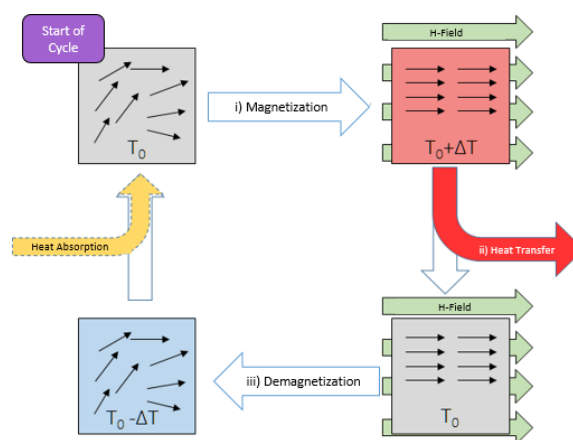 Start of
Cycle
T₀
i) Magnetization
H-Field
T₀+ΔT
Heat Absorption
ii) Heat Transfer
T₀ -ΔT
iii) Demagnetization
H-Field
T₀